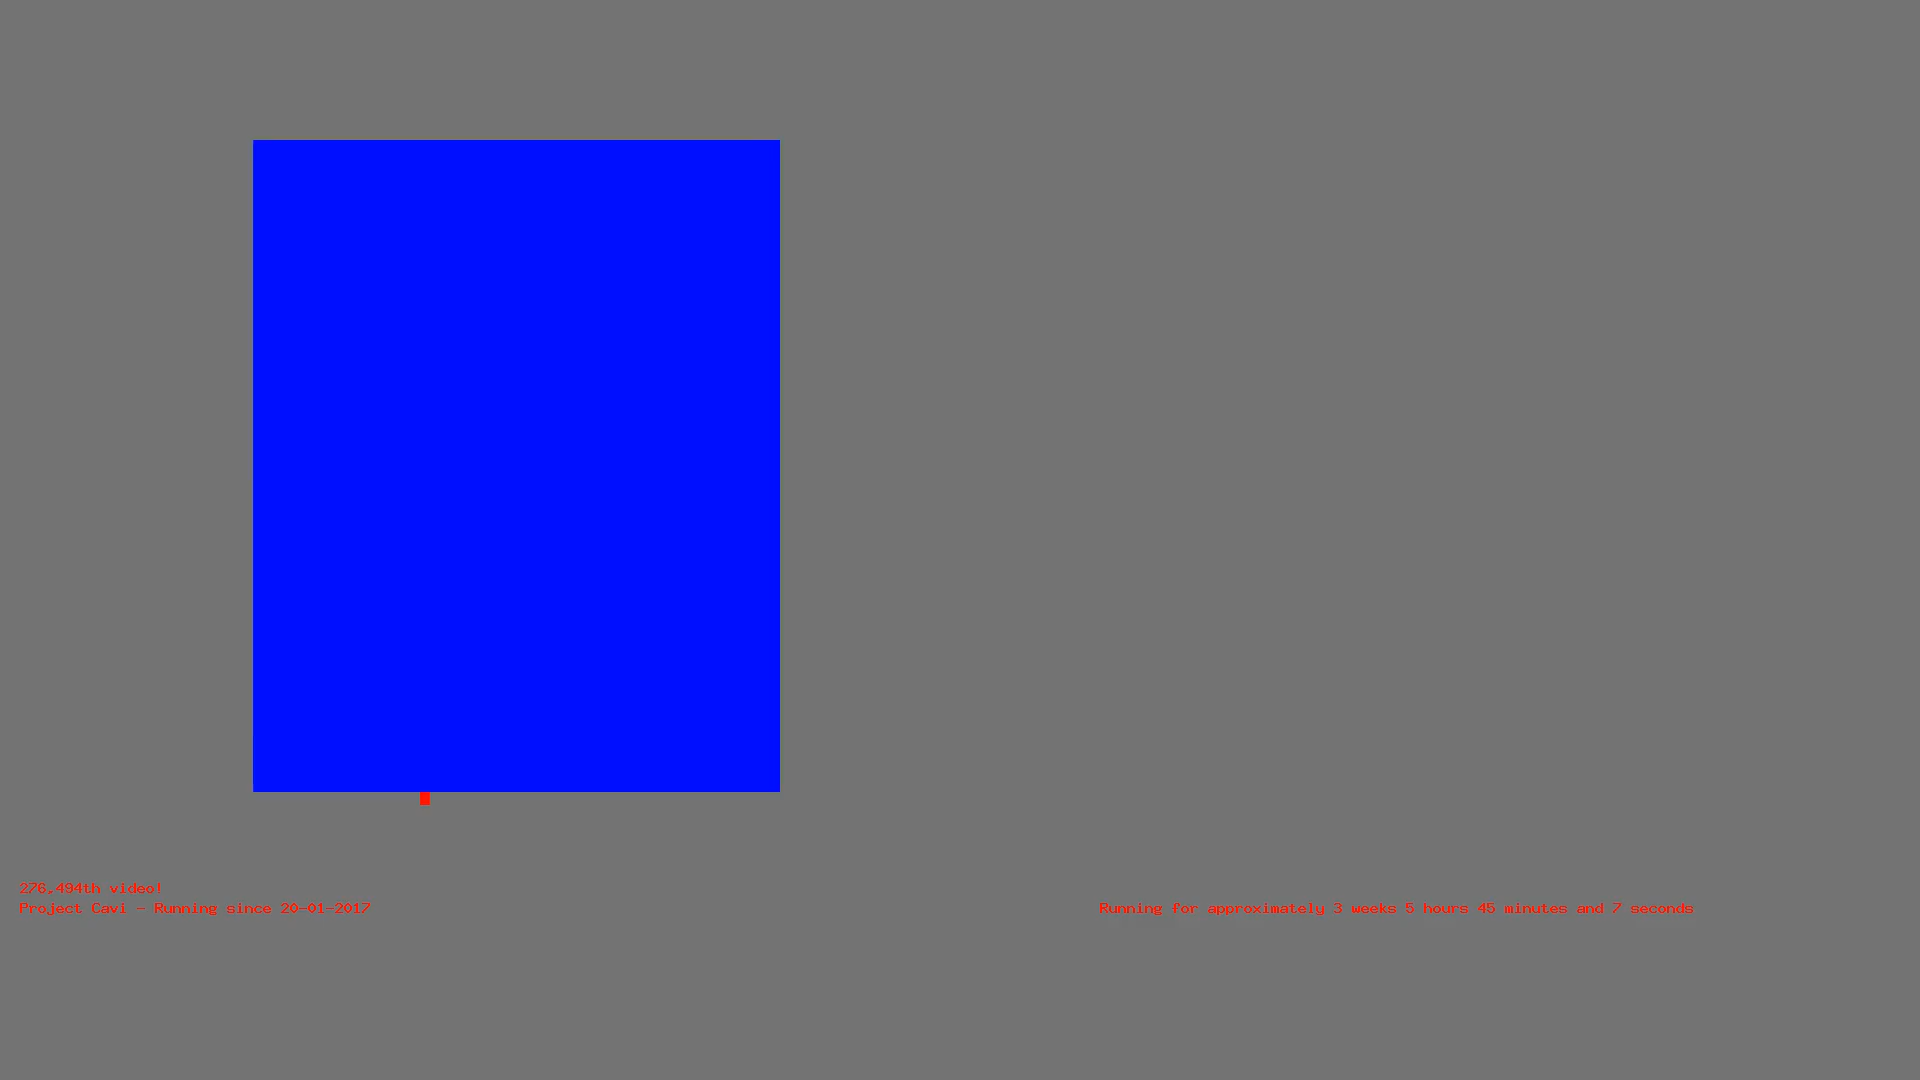 276,494th video!
Project Cavi - Running since 20-01-2017
Running for approximately 3 weeks 5 hours 45 minutes and 7 seconds